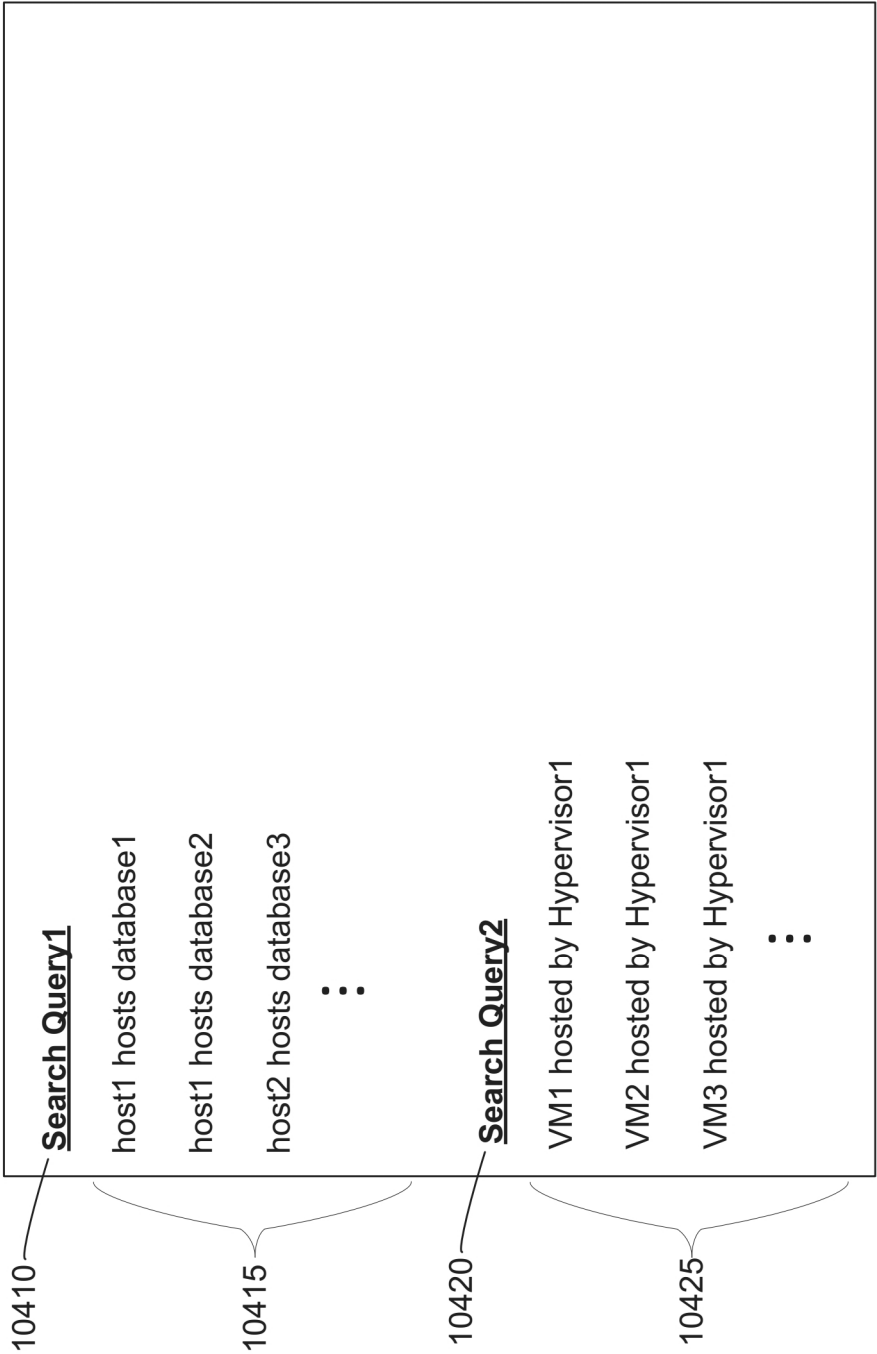 10410
Search Query1
10415
host1 hosts database1
host1 hosts database2
host2 hosts database3
...
10420
Search Query2
10425
VM1 hosted by Hypervisor1
VM2 hosted by Hypervisor1
VM3 hosted by Hypervisor1
...